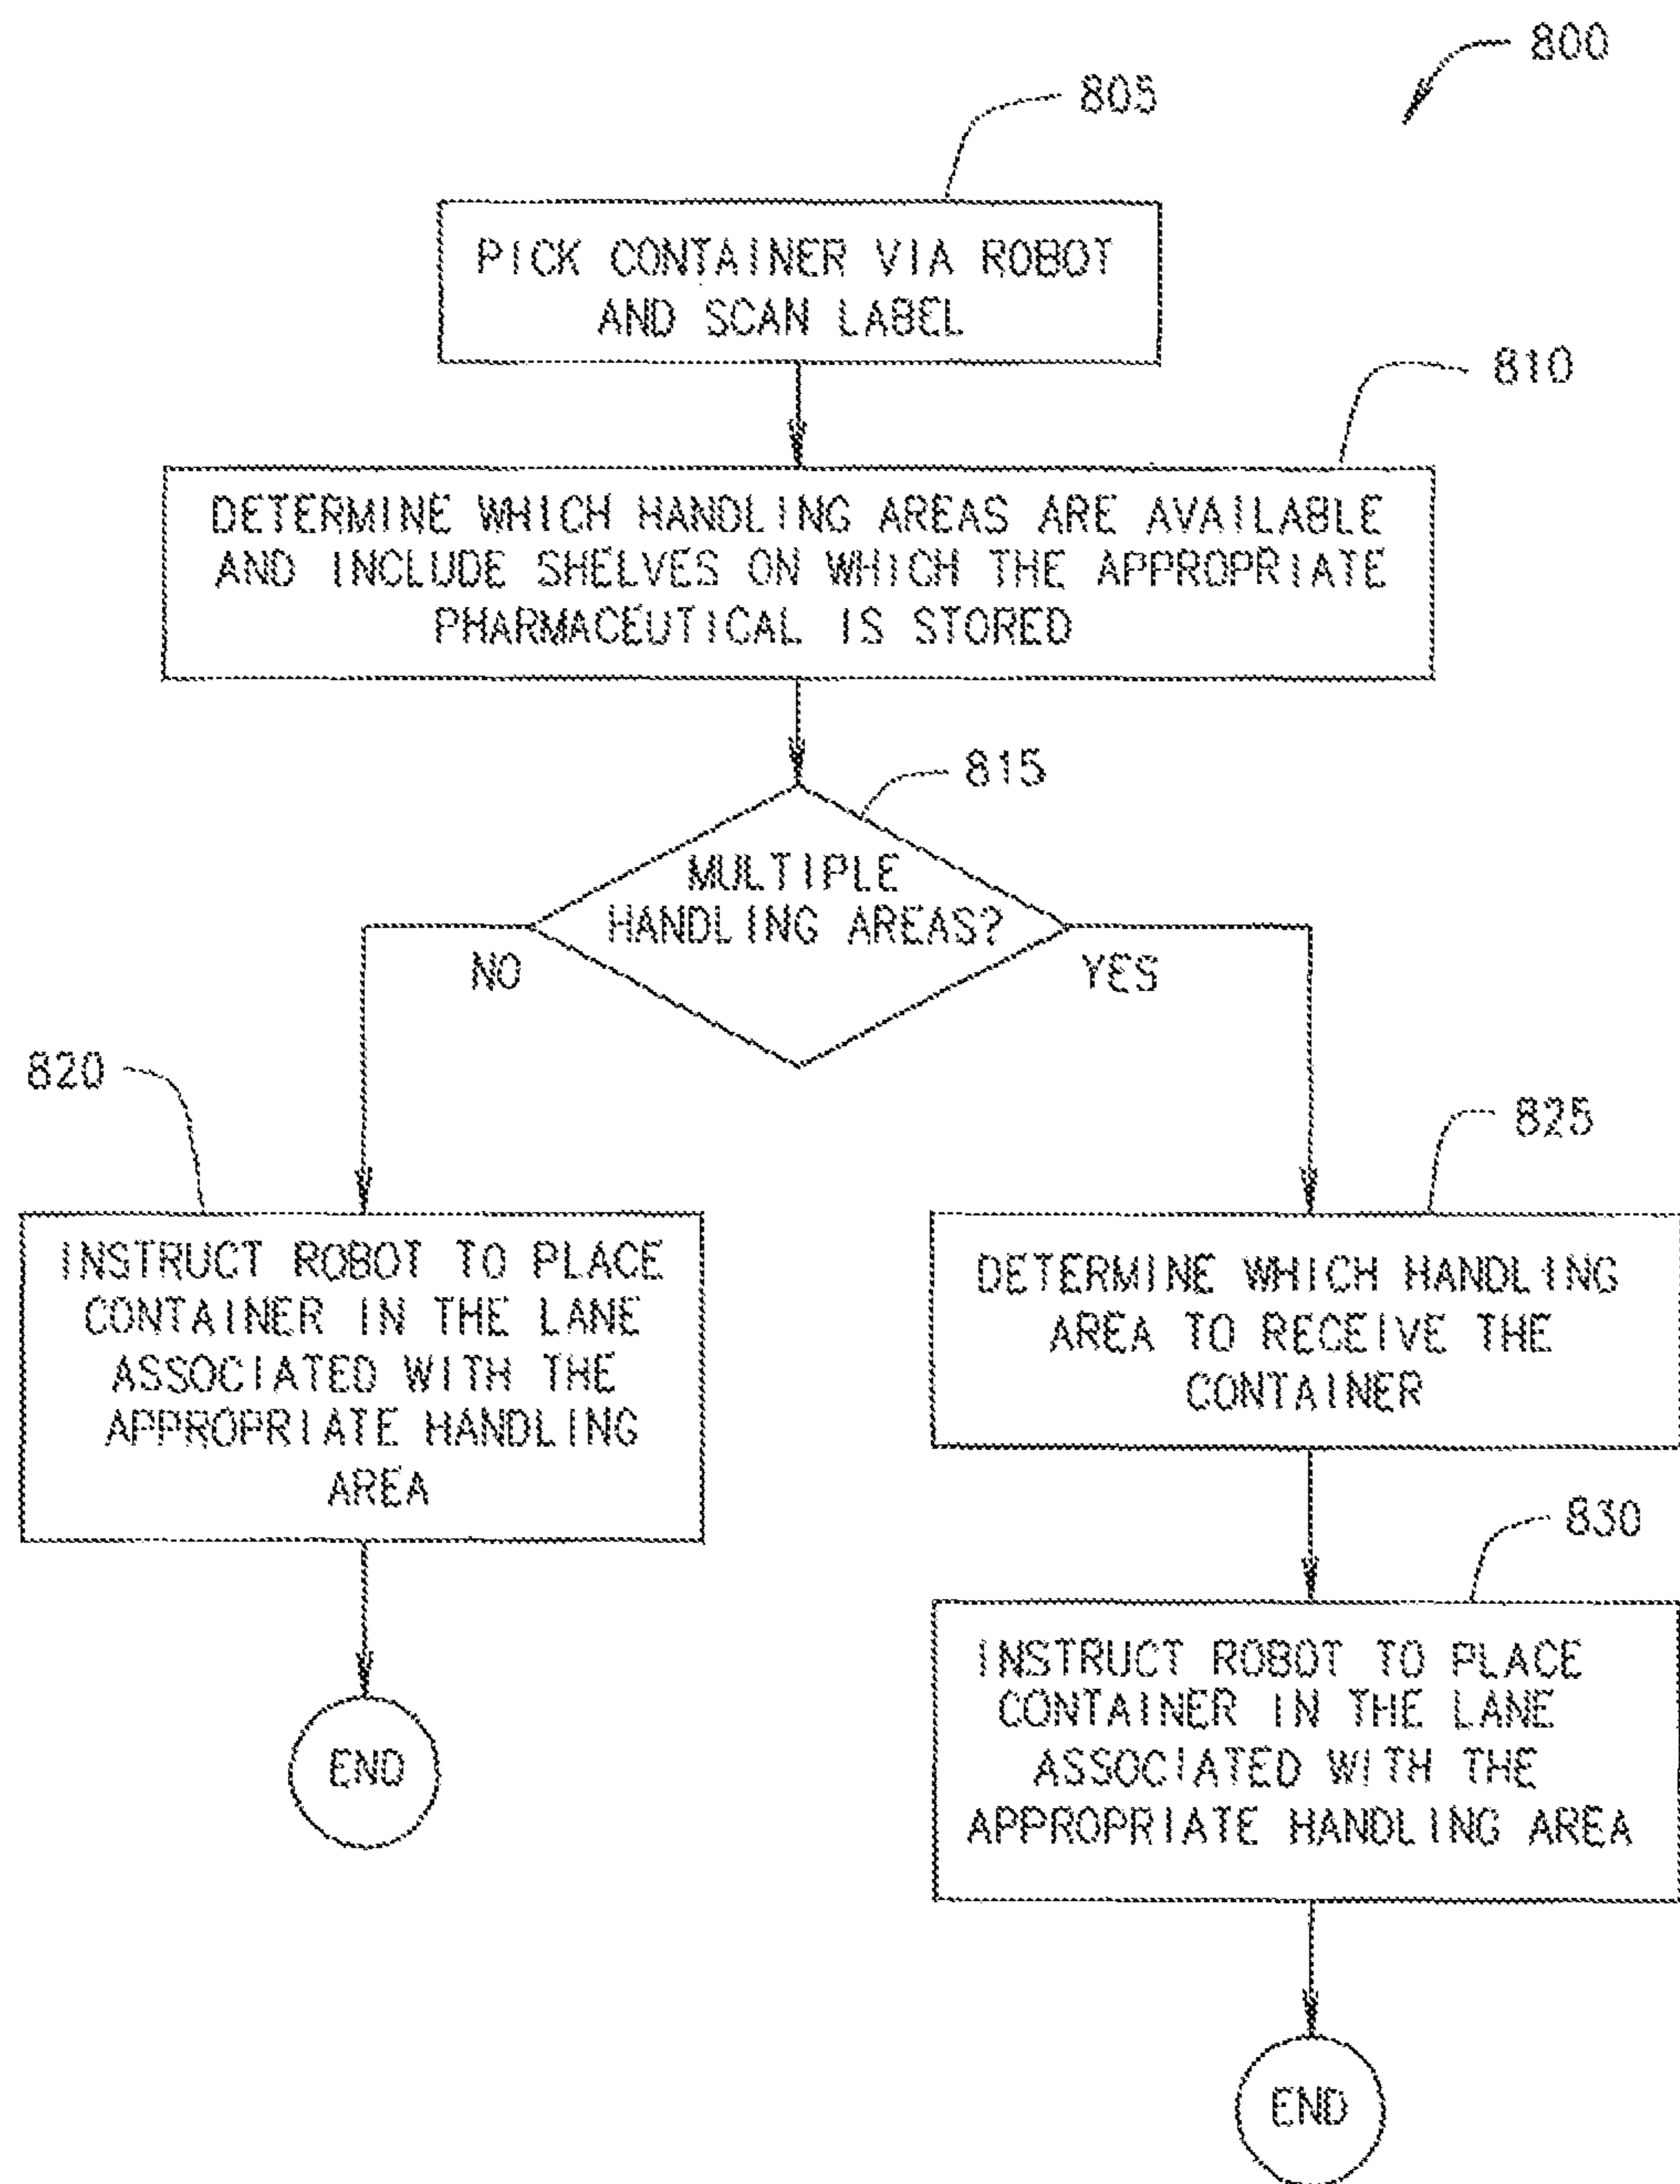 800
805
PICK CONTAINER VIA ROBOT
AND SCAN LABEL
810
DETERMINE WHICH HANDLING AREAS ARE AVAILABLE
AND INCLUDE SHELVES ON WHICH THE APPROPRIATE
PHARMACEUTICAL IS STORED
815
MULTIPLE
HANDLING AREAS?
NO
YES
820
INSTRUCT ROBOT TO PLACE
CONTAINER IN THE LANE
ASSOCIATED WITH THE
APPROPRIATE HANDLING
AREA
END
825
DETERMINE WHICH HANDLING
AREA TO RECEIVE THE
CONTAINER
830
INSTRUCT ROBOT TO PLACE
CONTAINER IN THE LANE
ASSOCIATED WITH THE
APPROPRIATE HANDLING AREA
END